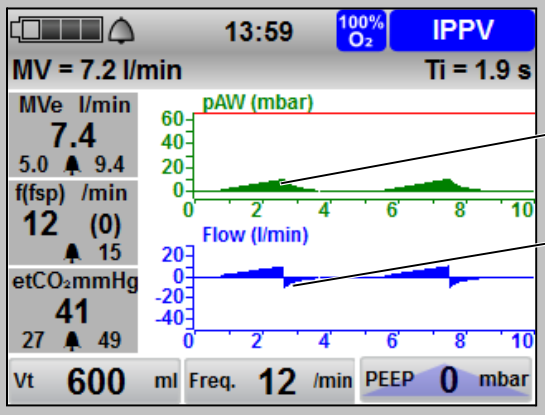 13:59 100% O₂ IPPV
MV = 7.2 l/min Ti = 1.9 s
MVe l/min
7.4
5.0 9.4
f(fsp) /min
12 (0)
15
etCO₂mmHg
41
27 49
pAW (mbar)
60
40
20
0
0 2 4 6 8 10
Flow (l/min)
20
0
-20
-40
0 2 4 6 8 10
Vt 600 ml Freq. 12 /min PEEP 0 mbar